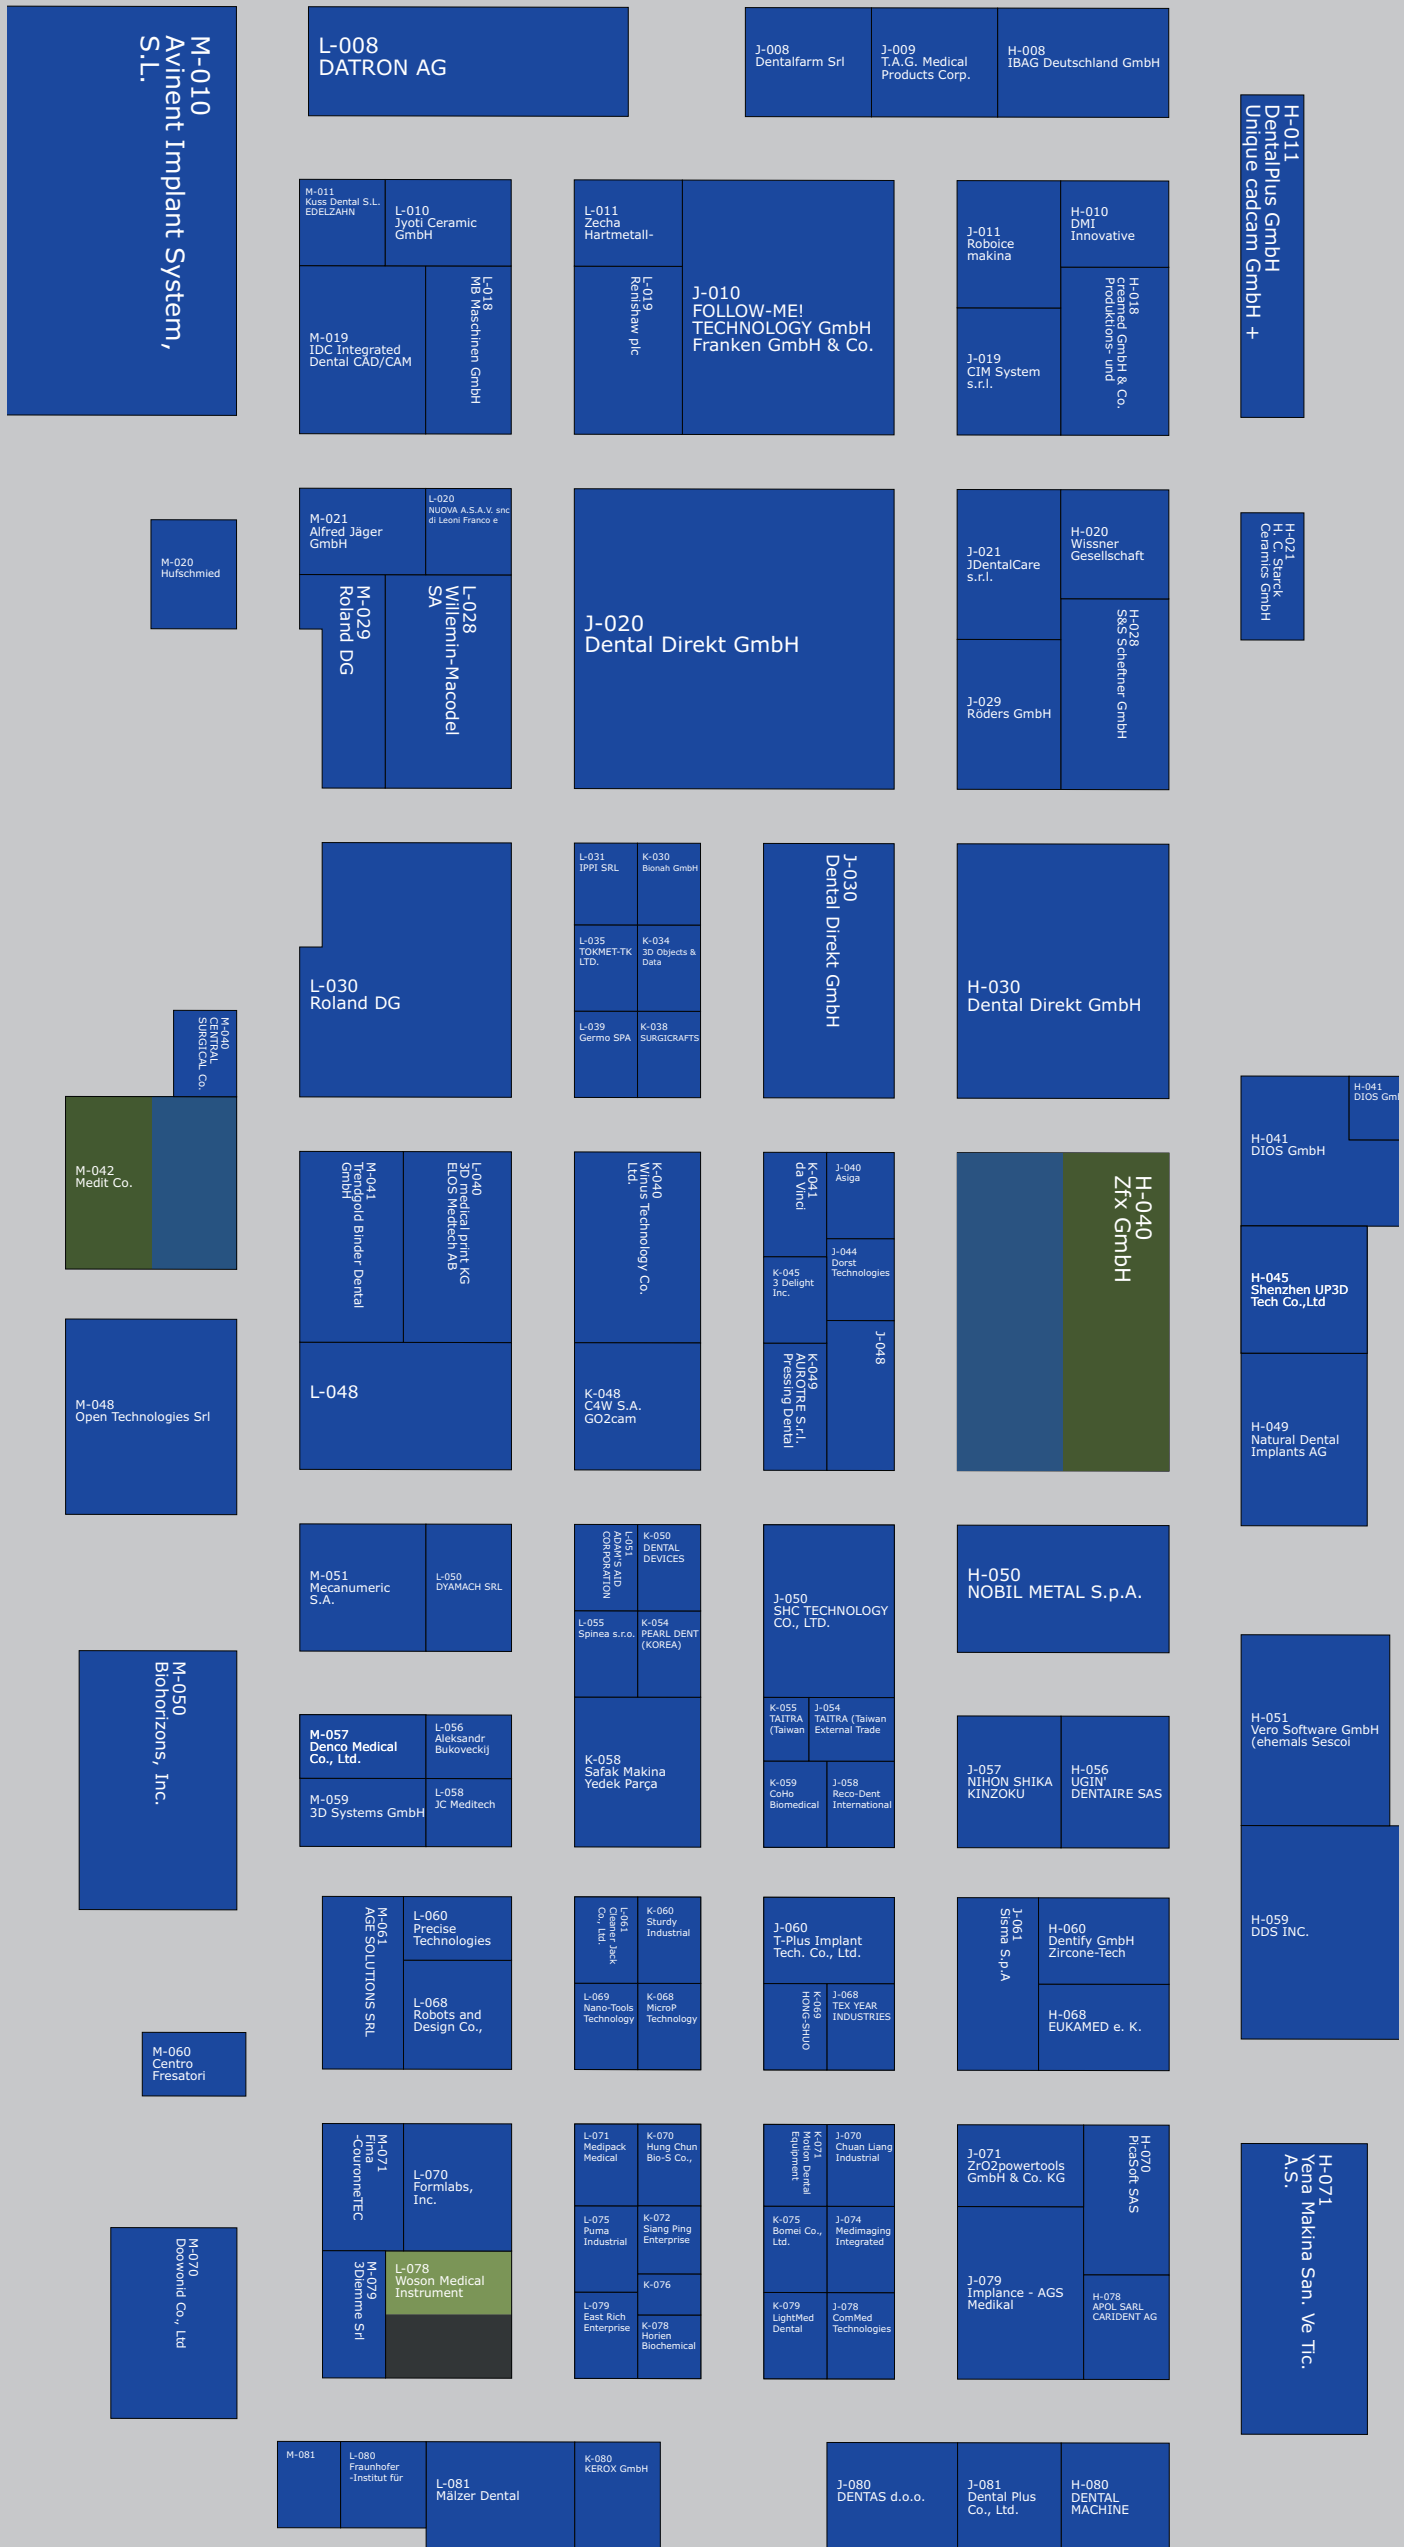 M-010
Avinent Implant System,
S.L.
L-008
DATRON AG
J-008
Dentalfarm Srl
J-009
T.A.G. Medical
Products Corp.
H-008
IBAG Deutschland GmbH
H-011
DentalPlus GmbH
Unique cadcam GmbH +
M-011
Kuss Dental S.L.
EDELZAHN
L-010
Jyoti Ceramic
GmbH
M-019
IDC Integrated
Dental CAD/CAM
L-018
MB Maschinen GmbH
L-011
Zecha
Hartmetall-
L-019
Renishaw plc
J-010
FOLLOW-ME!
TECHNOLOGY GmbH
Franken GmbH & Co.
J-011
Roboice
makina
H-010
DMI
Innovative
J-019
CIM System
s.r.l.
H-018
creamed GmbH & Co.
Produktions- und
M-020
Hufschmied
M-021
Alfred Jäger
GmbH
L-020
NUOVA A.S.A.V. snc
di Leoni Franco e
M-029
Roland DG
L-028
Willemin-Macodel
SA
J-020
Dental Direkt GmbH
J-021
JDentalCare
s.r.l.
H-020
Wissner
Gesellschaft
J-029
Röders GmbH
H-028
S&S Scheftner GmbH
H-021
H. C. Starck
Ceramics GmbH
L-030
Roland DG
L-031
IPPI SRL
K-030
Bionah GmbH
L-035
TOKMET-TK
LTD.
K-034
3D Objects &
Data
L-039
Germo SPA
K-038
SURGICRAFTS
J-030
Dental Direkt GmbH
H-030
Dental Direkt GmbH
M-040
CENTRAL
SURGICAL Co.
M-042
Medit Co.
M-041
Trendgold Binder Dental
GmbH
L-040
3D medical print KG
ELOS Medtech AB
L-048
K-040
Winus Technology Co.
Ltd.
K-048
C4W S.A.
GO2cam
K-041
da Vinci
J-040
Asiga
J-044
Dorst
Technologies
K-045
3 Delight
Inc.
K-049
AUROTRE S.r.l.
Pressing Dental
J-048
H-040
Zfx GmbH
H-041
DIOS GmbH
H-041
DIOS Gml
H-045
Shenzhen UP3D
Tech Co.,Ltd
H-049
Natural Dental
Implants AG
M-048
Open Technologies Srl
M-051
Mecanumeric
S.A.
L-050
DYAMACH SRL
L-051
ADAM'S AID
CORPORATION
K-050
DENTAL
DEVICES
L-055
Spinea s.r.o.
K-054
PEARL DENT
(KOREA)
K-058
Safak Makina
Yedek Parça
J-050
SHC TECHNOLOGY
CO., LTD.
K-055
TAITRA
(Taiwan
J-054
TAITRA (Taiwan
External Trade
K-059
CoHo
Biomedical
J-058
Reco-Dent
International
H-050
NOBIL METAL S.p.A.
J-057
NIHON SHIKA
KINZOKU
H-056
UGIN'
DENTAIRE SAS
H-051
Vero Software GmbH
(ehemals Sescoi
H-059
DDS INC.
M-050
Biohorizons, Inc.
M-057
Denco Medical
Co., Ltd.
L-056
Aleksandr
Bukoveckij
M-059
3D Systems GmbH
L-058
JC Meditech
M-061
AGE SOLUTIONS SRL
L-060
Precise
Technologies
L-068
Robots and
Design Co.,
L-061
Cleaner Jack
Co., Ltd.
K-060
Sturdy
Industrial
L-069
Nano-Tools
Technology
K-068
MicroP
Technology
J-060
T-Plus Implant
Tech. Co., Ltd.
K-069
HONG-SHUO
J-068
TEX YEAR
INDUSTRIES
J-061
Sisma S.p.A
H-060
Dentify GmbH
Zircone-Tech
H-068
EUKAMED e. K.
M-060
Centro
Fresatori
M-070
Doowonid Co., Ltd
M-071
Fima
-CouronneTEC
L-070
Formlabs,
Inc.
M-079
3Diemme Srl
L-078
Woson Medical
Instrument
L-071
Medipack
Medical
K-070
Hung Chun
Bio-S Co.,
L-075
Puma
Industrial
K-072
Siang Ping
Enterprise
K-076
L-079
East Rich
Enterprise
K-078
Horien
Biochemical
K-071
Motion Dental
Equipment
J-070
Chuan Liang
Industrial
K-075
Bomei Co.,
Ltd.
J-074
Medimaging
Integrated
K-079
LightMed
Dental
J-078
ComMed
Technologies
J-071
ZrO2powertools
GmbH & Co. KG
H-070
PicaSoft SAS
J-079
Implance - AGS
Medikal
H-078
APOL SARL
CARIDENT AG
H-071
Yena Makina San. Ve Tic.
A.S.
M-081
L-080
Fraunhofer
-Institut für
L-081
Mälzer Dental
K-080
KEROX GmbH
J-080
DENTAS d.o.o.
J-081
Dental Plus
Co., Ltd.
H-080
DENTAL
MACHINE